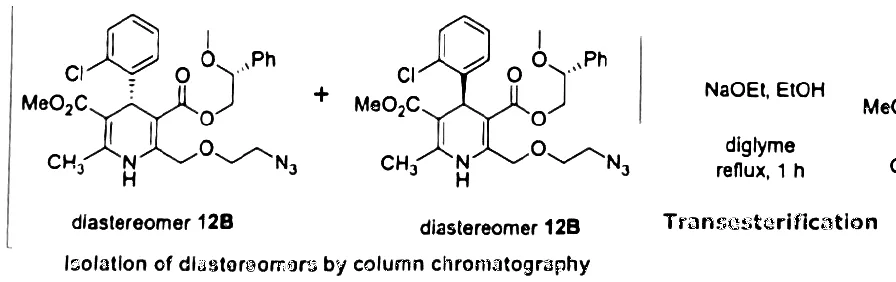 Cl
O
O
Ph
MeO₂C
O
O
CH₃
N
H
N₃
+
Cl
O
O
Ph
MeO₂C
O
O
CH₃
N
H
N₃
NaOEt, EtOH
diglyme
reflux, 1 h
MeO
diastereomer 12B
diastereomer 12B
Transesterification
Isolation of diastereomers by column chromatography